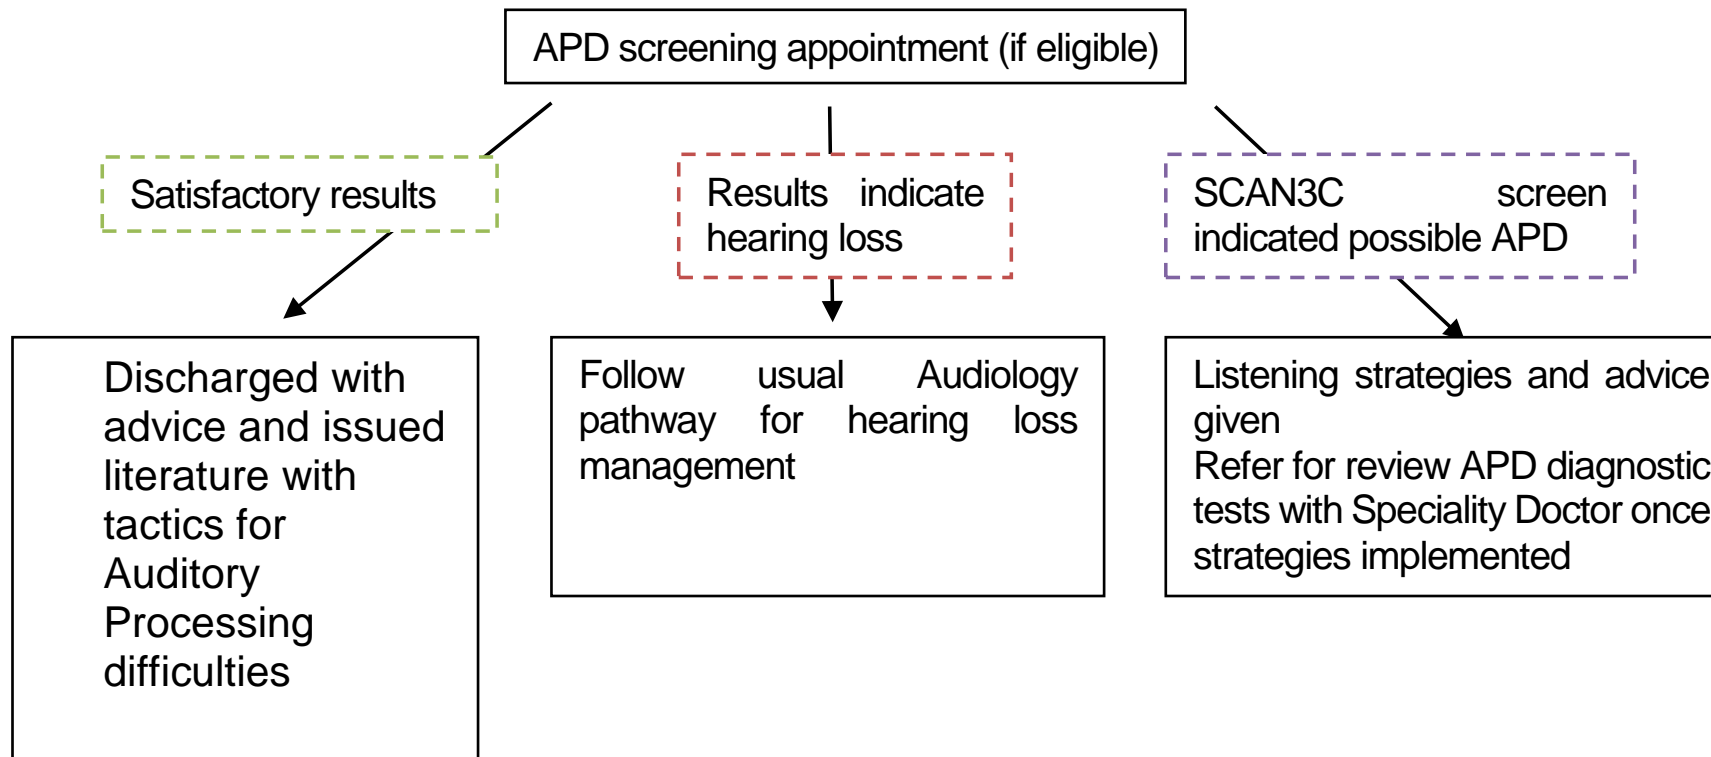 APD screening appointment (if eligible)
Satisfactory results
Results indicate
hearing loss
SCAN3C screen
indicated possible APD
Discharged with
advice and issued
literature with
tactics for
Auditory
Processing
difficulties
Follow usual Audiology
pathway for hearing loss
management
Listening strategies and advice
given
Refer for review APD diagnostic
tests with Speciality Doctor once
strategies implemented